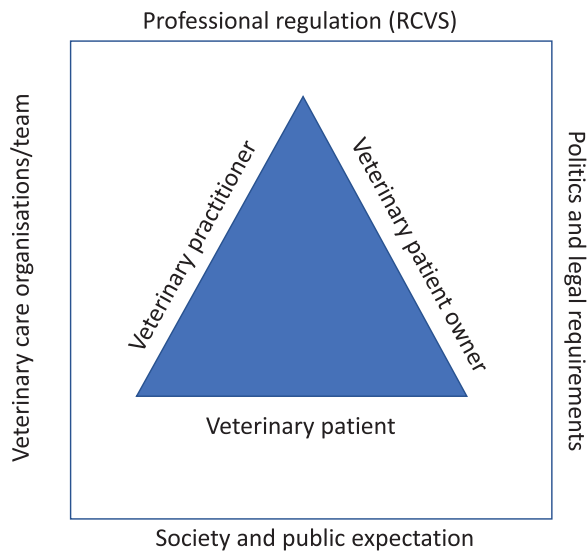 Professional regulation (RCVS)
Veterinary care organisations/team
Veterinary practitioner
Veterinary patient owner
Politics and legal requirements
Veterinary patient
Society and public expectation